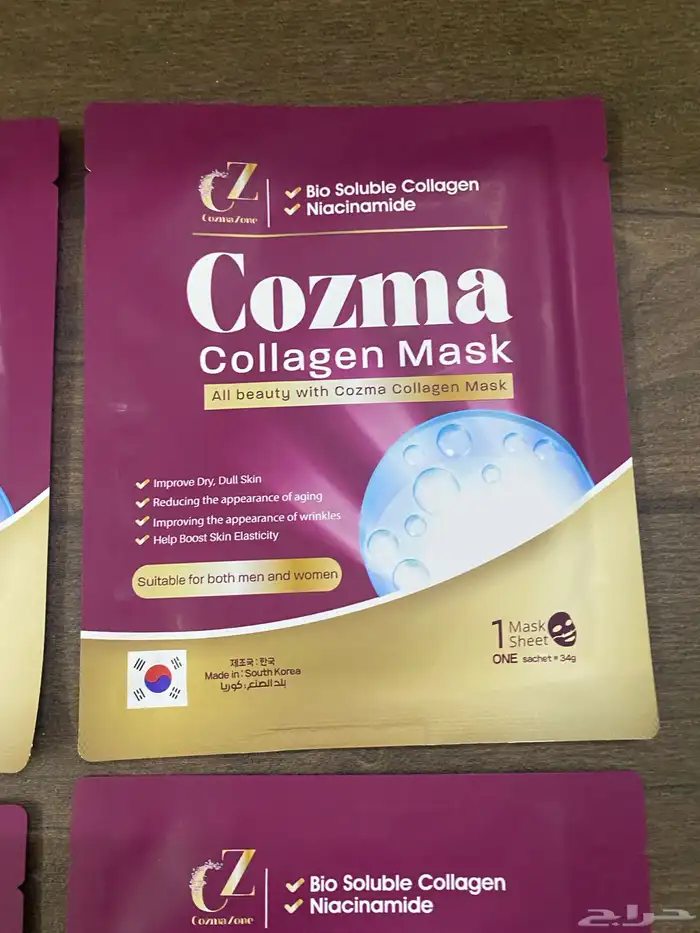 CZ
CozmaZone
Bio Soluble Collagen
Niacinamide
Cozma
Collagen Mask
All beauty with Cozma Collagen Mask
Improve Dry, Dull Skin
Reducing the appearance of aging
Improving the appearance of wrinkles
Help Boost Skin Elasticity
Suitable for both men and women
제조국 : 한국
Made in : South Korea
بلد الصنع: كوريا
1 Mask Sheet
ONE sachet = 34g
CZ
CozmaZone
Bio Soluble Collagen
Niacinamide
حراج